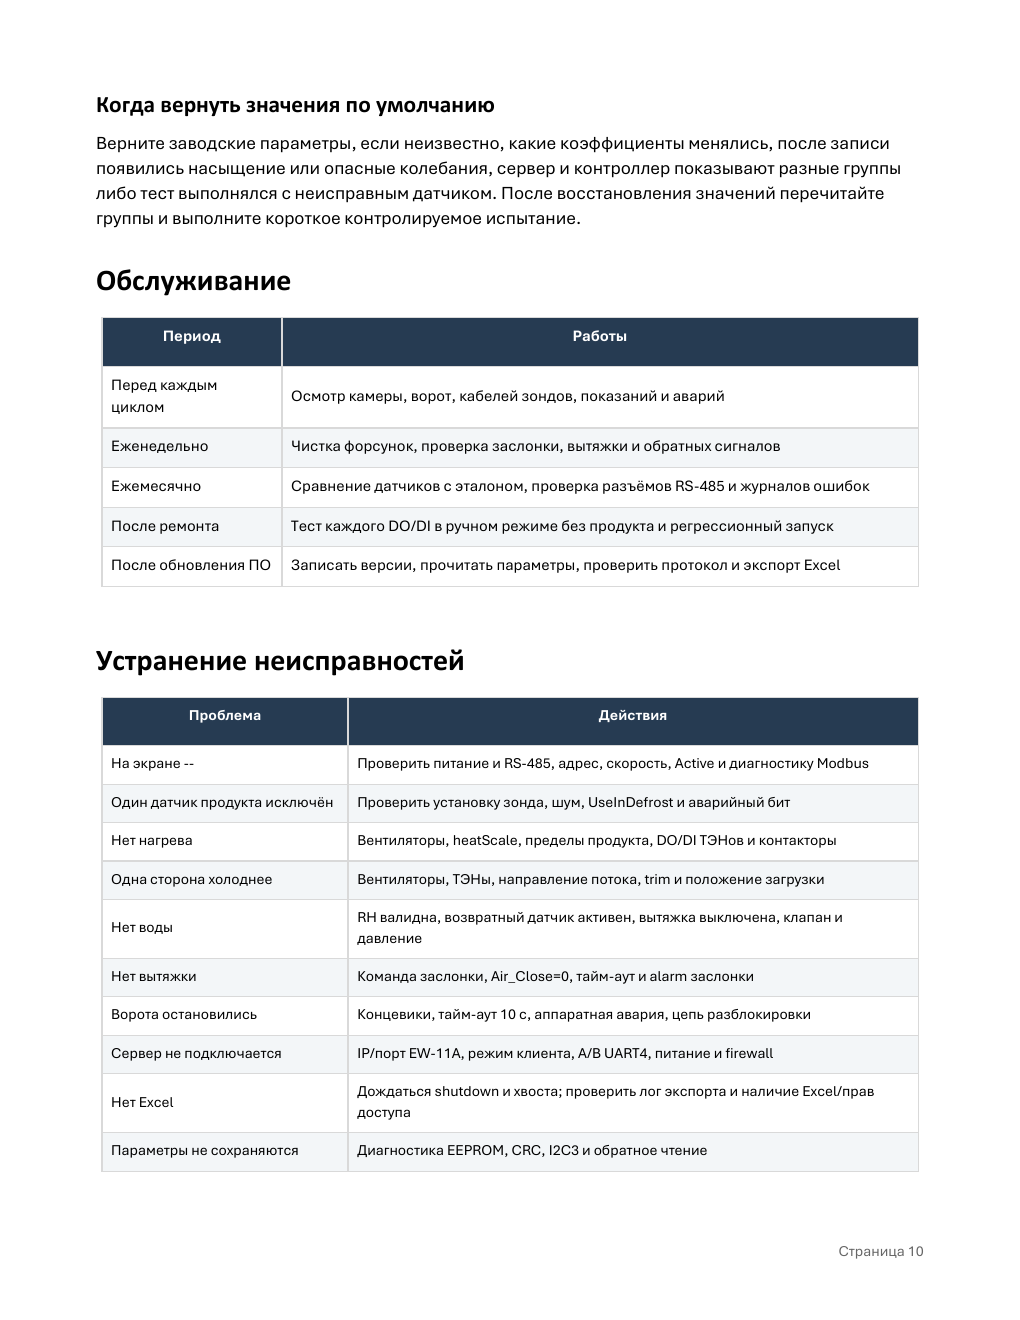 Когда вернуть значения по умолчанию
Верните заводские параметры, если неизвестно, какие коэффициенты менялись, после записи
появились насыщение или опасные колебания, сервер и контроллер показывают разные группы
либо тест выполнялся с неисправным датчиком. После восстановления значений перечитайте
группы и выполните короткое контролируемое испытание.
Обслуживание
Период Работы
Перед каждым
циклом
Осмотр камеры, ворот, кабелей зондов, показаний и аварий
Еженедельно Чистка форсунок, проверка заслонки, вытяжки и обратных сигналов
Ежемесячно Сравнение датчиков с эталоном, проверка разъёмов RS-485 и журналов ошибок
После ремонта Тест каждого DO/DI в ручном режиме без продукта и регрессионный запуск
После обновления ПО Записать версии, прочитать параметры, проверить протокол и экспорт Excel
Устранение неисправностей
Проблема Действия
На экране -- Проверить питание и RS-485, адрес, скорость, Active и диагностику Modbus
Один датчик продукта исключён Проверить установку зонда, шум, UseInDefrost и аварийный бит
Нет нагрева Вентиляторы, heatScale, пределы продукта, DO/DI ТЭНов и контакторы
Одна сторона холоднее Вентиляторы, ТЭНы, направление потока, trim и положение загрузки
Нет воды
RH валидна, возвратный датчик активен, вытяжка выключена, клапан и
давление
Нет вытяжки Команда заслонки, Air_Close=0, тайм-аут и alarm заслонки
Ворота остановились Концевики, тайм-аут 10 с, аппаратная авария, цепь разблокировки
Сервер не подключается IP/порт EW-11A, режим клиента, A/B UART4, питание и firewall
Нет Excel
Дождаться shutdown и хвоста; проверить лог экспорта и наличие Excel/прав
доступа
Параметры не сохраняются Диагностика EEPROM, CRC, I2C3 и обратное чтение
Страница 10